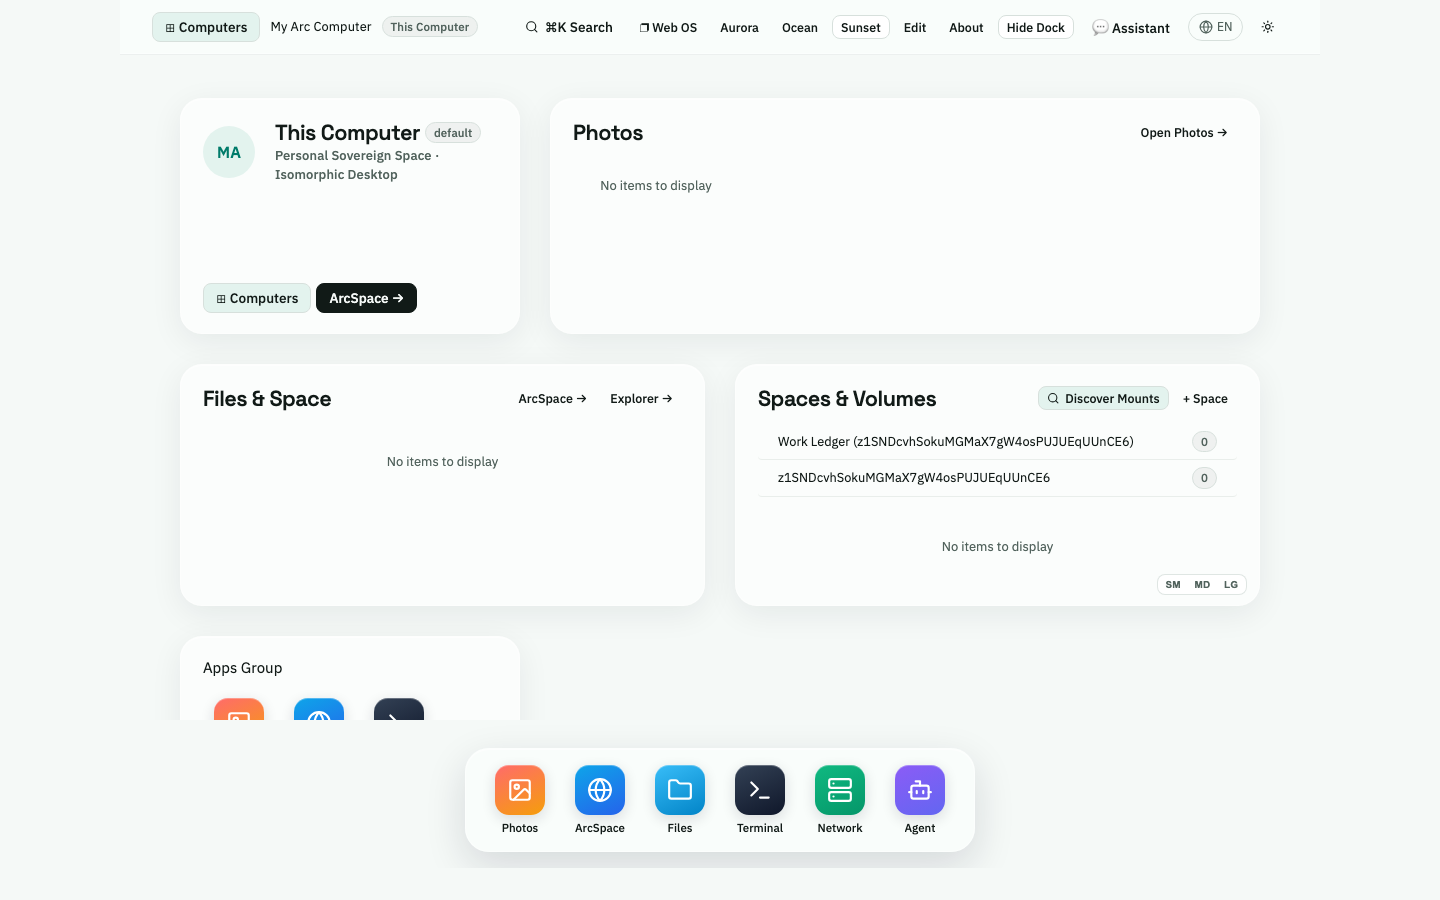 Computers My Arc Computer This Computer ⌘K Search Web OS Aurora Ocean Sunset Edit About Hide Dock Assistant EN
MA
This Computer default
Personal Sovereign Space ·
Isomorphic Desktop
Computers ArcSpace →
Photos Open Photos →
No items to display
Files & Space ArcSpace → Explorer →
No items to display
Spaces & Volumes Discover Mounts + Space
Work Ledger (z1SNDcvhSokuMGMaX7gW4osPUJUEqUUnCE6) 0
z1SNDcvhSokuMGMaX7gW4osPUJUEqUUnCE6 0
No items to display
SM MD LG
Apps Group
Photos ArcSpace Files Terminal Network Agent